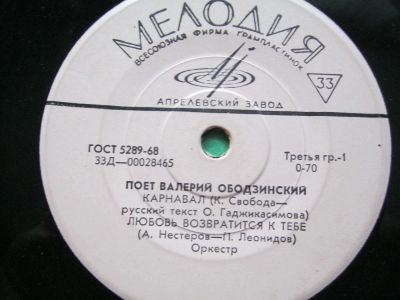 МЕЛОДИЯ
ВСЕСОЮЗНАЯ ФИРМА ГРАМПЛАСТИНОК
33
АПРЕЛЕВСКИЙ ЗАВОД
ГОСТ 5289-68
33Д—00028465
Третья гр.-1
0-70
ПОЕТ ВАЛЕРИЙ ОБОДЗИНСКИЙ
КАРНАВАЛ (К. Свобода—
русский текст О. Гаджикасимова)
ЛЮБОВЬ ВОЗВРАТИТСЯ К ТЕБЕ
(А. Нестеров—П. Леонидов)
Оркестр